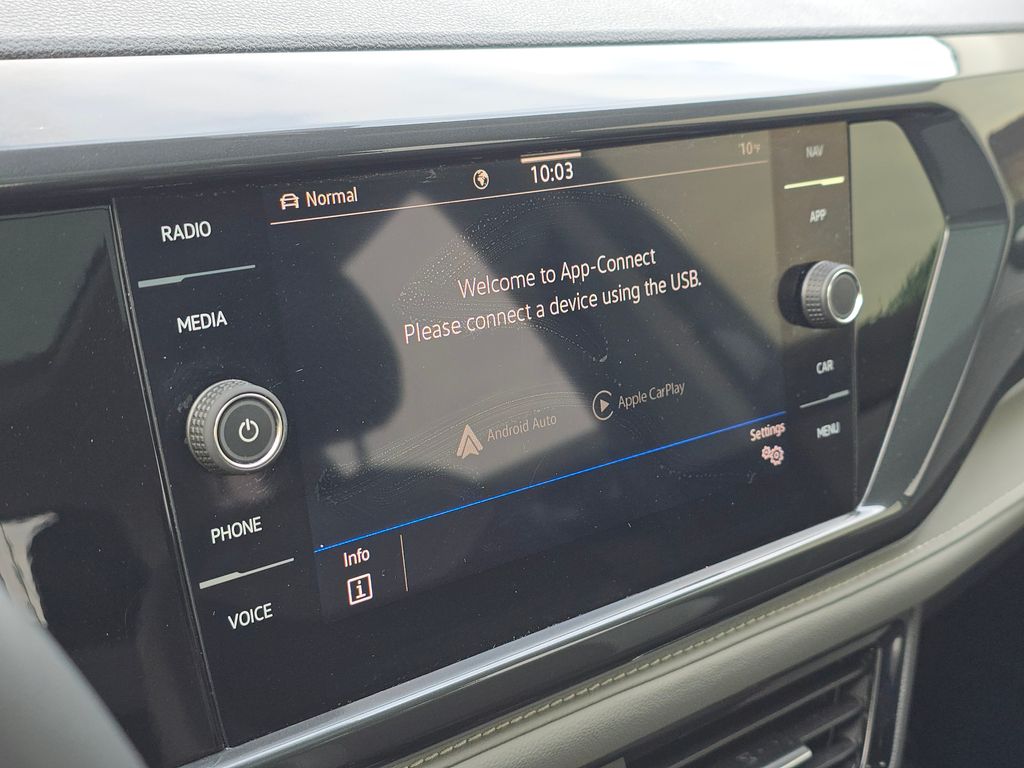 RADIO
MEDIA
PHONE
VOICE
Normal
10:03
10°F
Welcome to App-Connect
Please connect a device using the USB.
Android Auto
Apple CarPlay
Settings
Info
i
NAV
APP
CAR
MENU